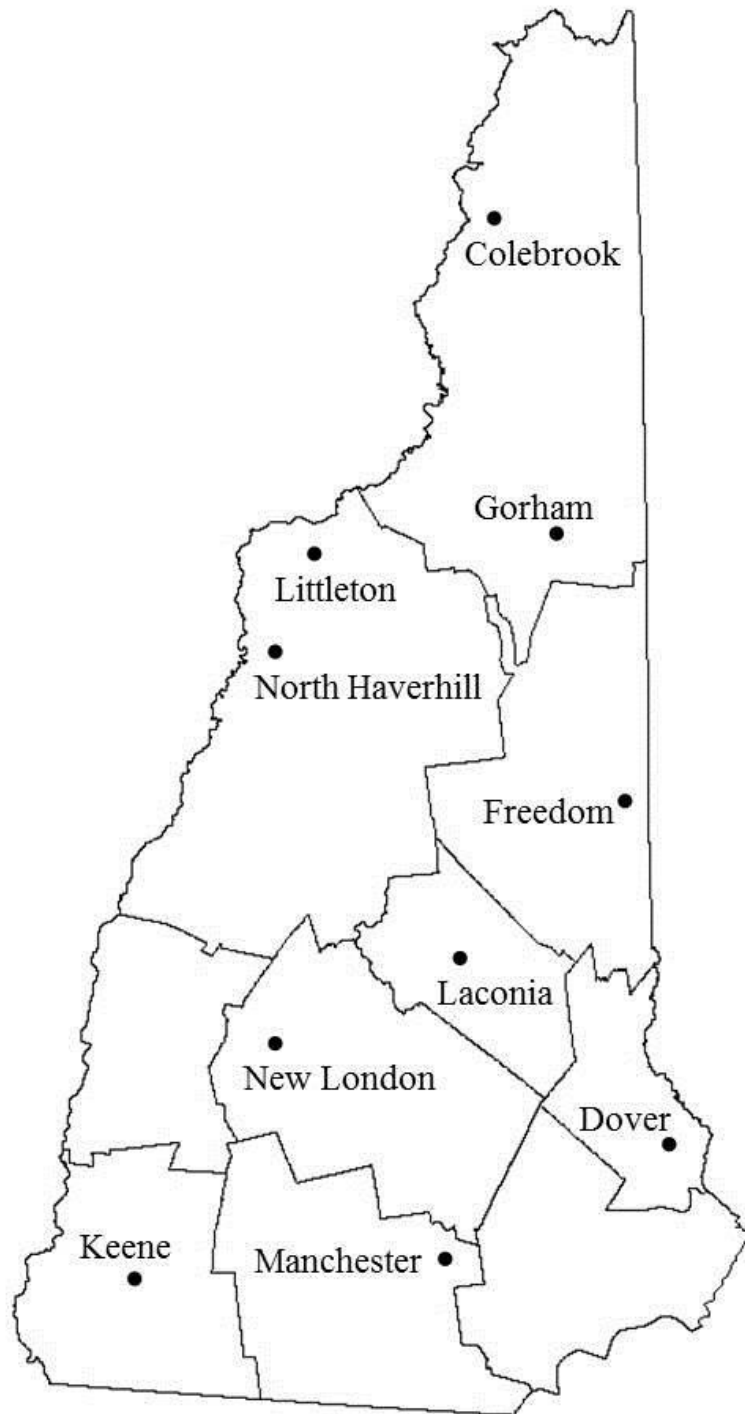 Colebrook
Gorham
Littleton
North Haverhill
Freedom
Laconia
New London
Dover
Keene
Manchester